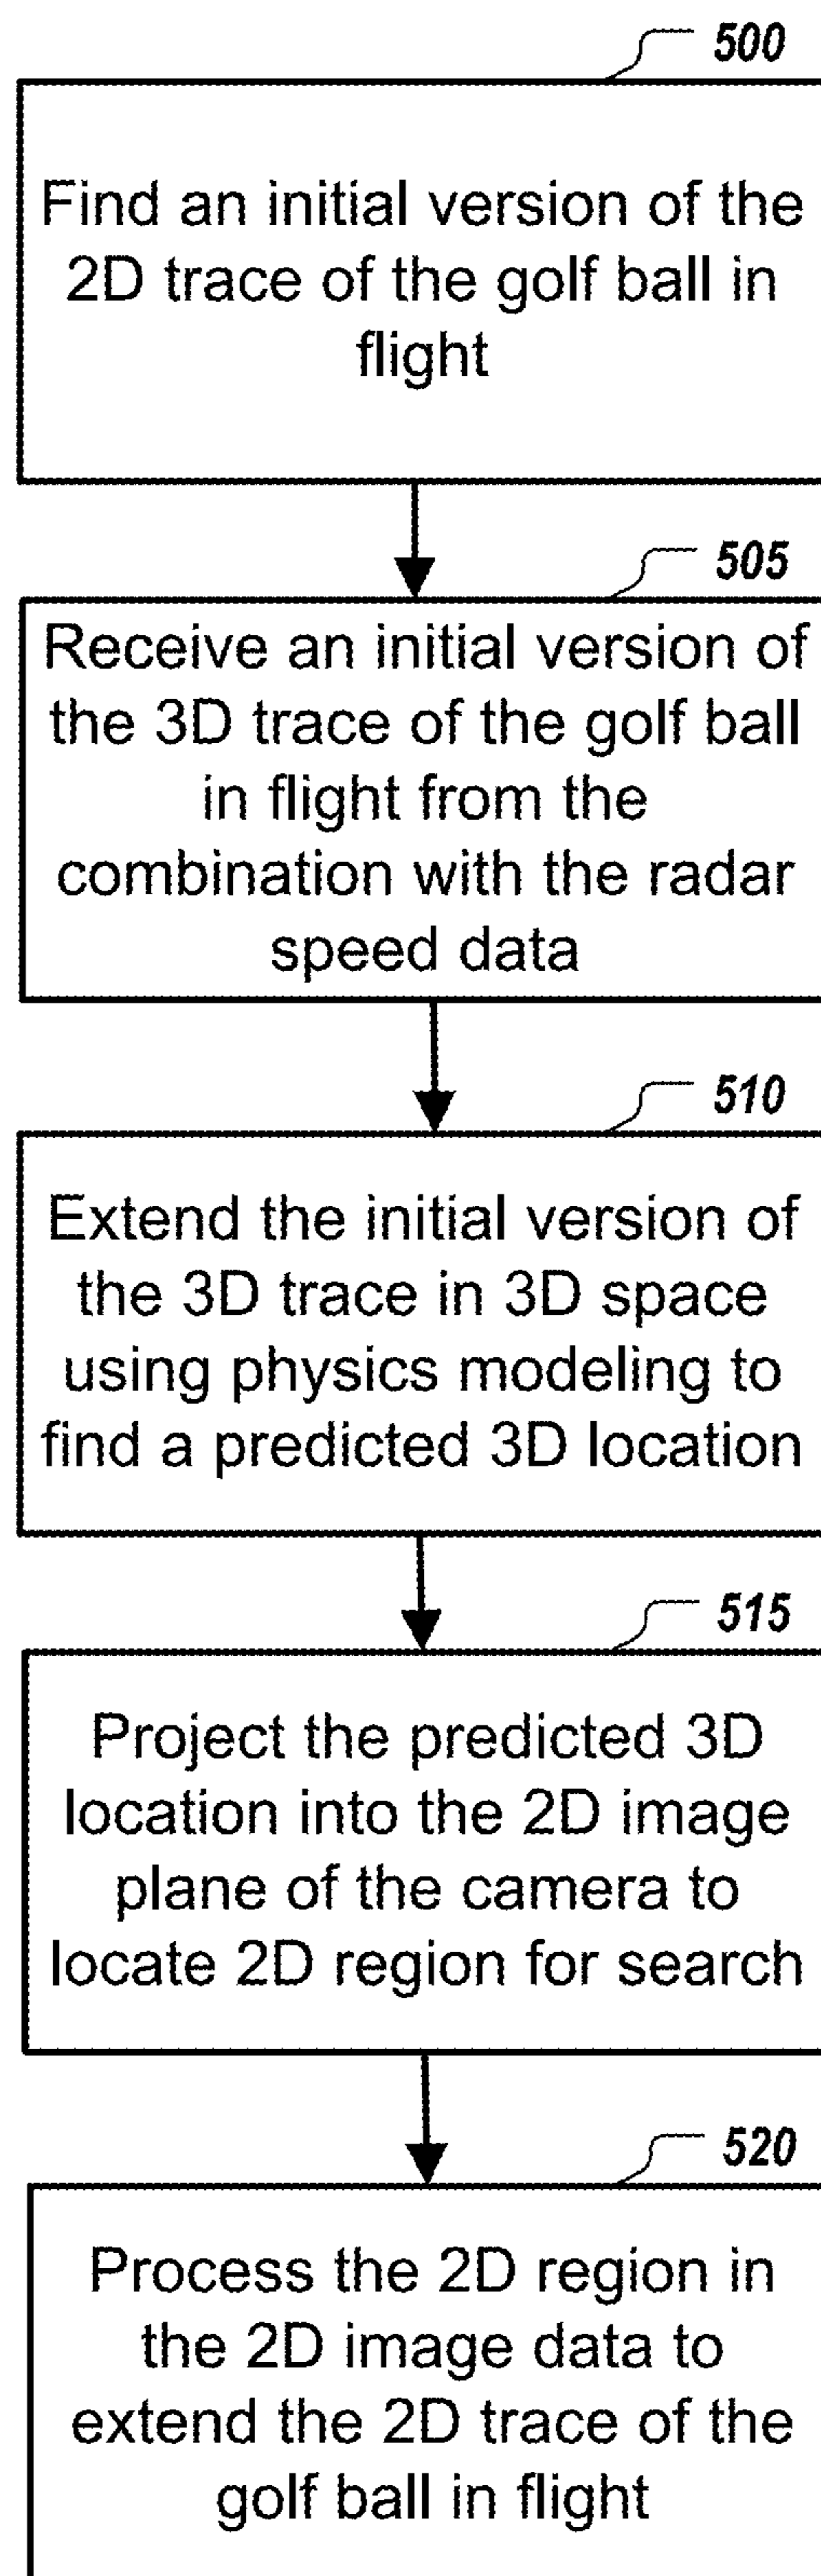 500
Find an initial version of the
2D trace of the golf ball in
flight
505
Receive an initial version of
the 3D trace of the golf ball
in flight from the
combination with the radar
speed data
510
Extend the initial version of
the 3D trace in 3D space
using physics modeling to
find a predicted 3D location
515
Project the predicted 3D
location into the 2D image
plane of the camera to
locate 2D region for search
520
Process the 2D region in
the 2D image data to
extend the 2D trace of the
golf ball in flight